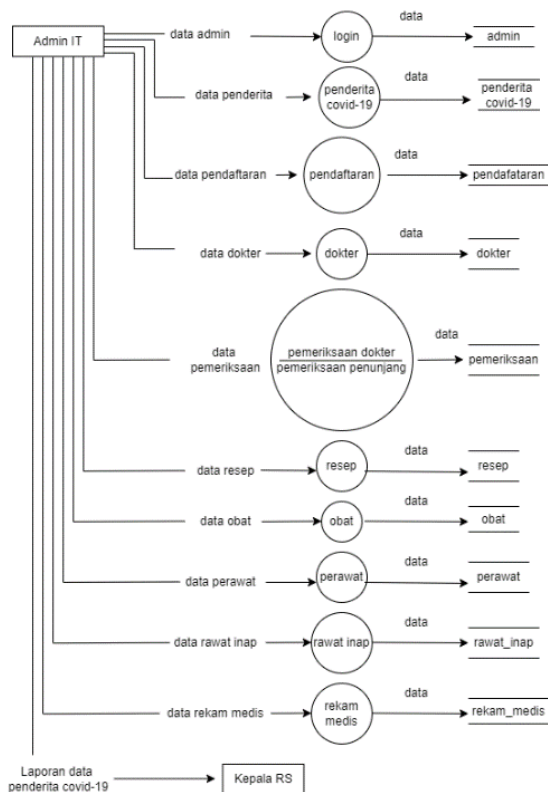 Admin IT
data admin
login
data
admin
data penderita
penderita
covid-19
data
penderita
covid-19
data pendaftaran
pendaftaran
data
pendafataran
data dokter
dokter
data
dokter
data
pemeriksaan
pemeriksaan dokter
pemeriksaan penunjang
data
pemeriksaan
data resep
resep
data
resep
data obat
obat
data
obat
data perawat
perawat
data
perawat
data rawat inap
rawat inap
data
rawat_inap
data rekam medis
rekam
medis
data
rekam_medis
Laporan data
penderita covid-19
Kepala RS